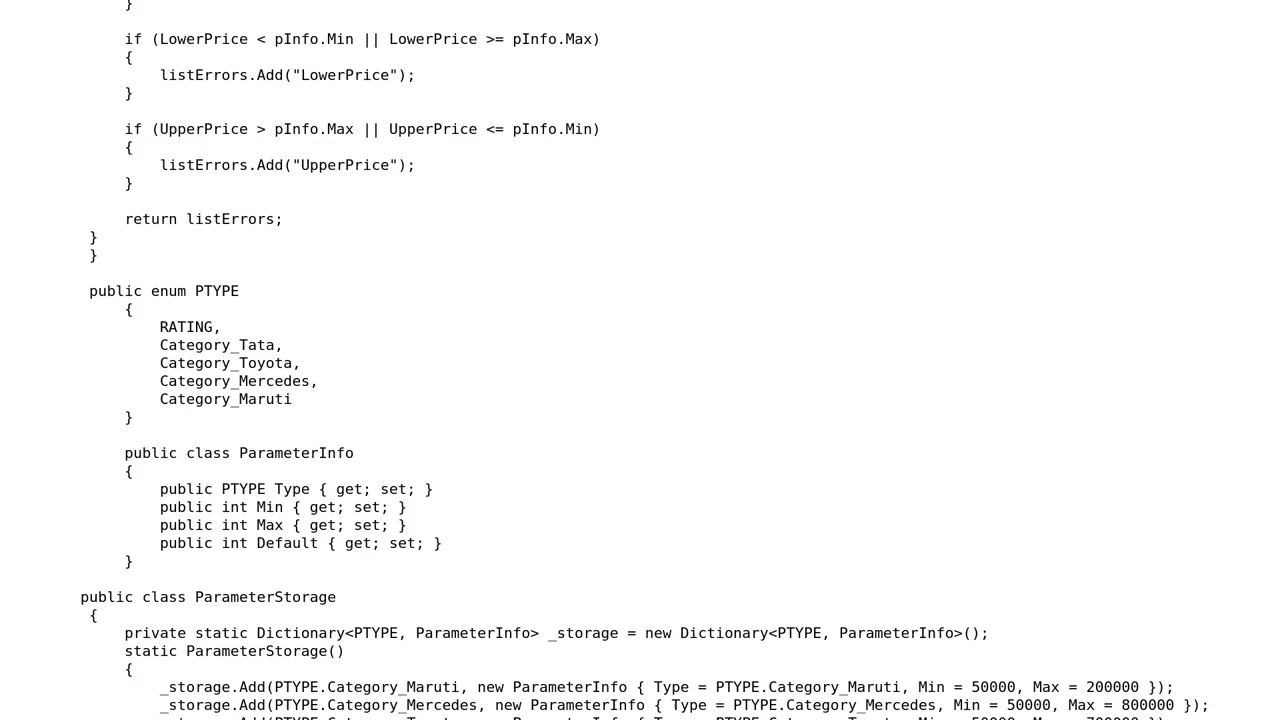 }
if (LowerPrice < pInfo.Min || LowerPrice >= pInfo.Max)
{
listErrors.Add("LowerPrice");
}
if (UpperPrice > pInfo.Max || UpperPrice <= pInfo.Min)
{
listErrors.Add("UpperPrice");
}
return listErrors;
}
}
public enum PTYPE
{
RATING,
Category_Tata,
Category_Toyota,
Category_Mercedes,
Category_Maruti
}
public class ParameterInfo
{
public PTYPE Type { get; set; }
public int Min { get; set; }
public int Max { get; set; }
public int Default { get; set; }
}
public class ParameterStorage
{
private static Dictionary<PTYPE, ParameterInfo> _storage = new Dictionary<PTYPE, ParameterInfo>();
static ParameterStorage()
{
_storage.Add(PTYPE.Category_Maruti, new ParameterInfo { Type = PTYPE.Category_Maruti, Min = 50000, Max = 200000 });
_storage.Add(PTYPE.Category_Mercedes, new ParameterInfo { Type = PTYPE.Category_Mercedes, Min = 50000, Max = 800000 });